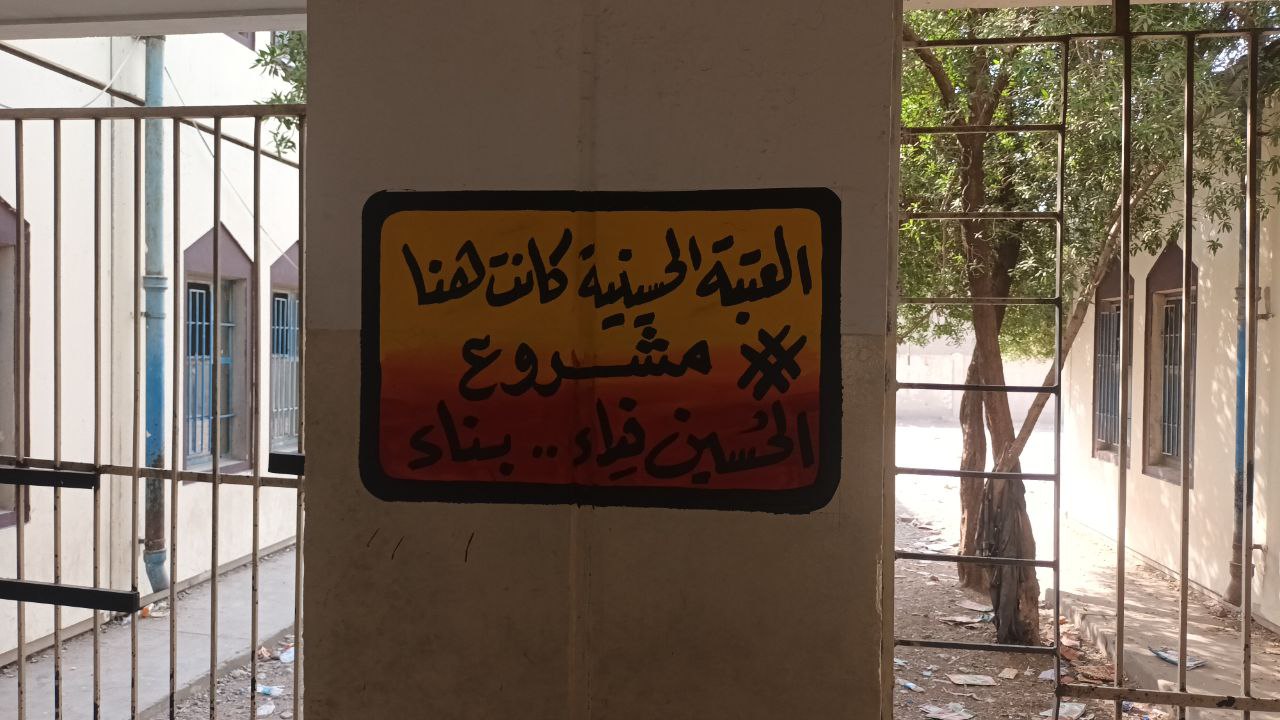 العتبة الحسينية كانت هنا
# مشروع
الحُسين فِداء .. بناء